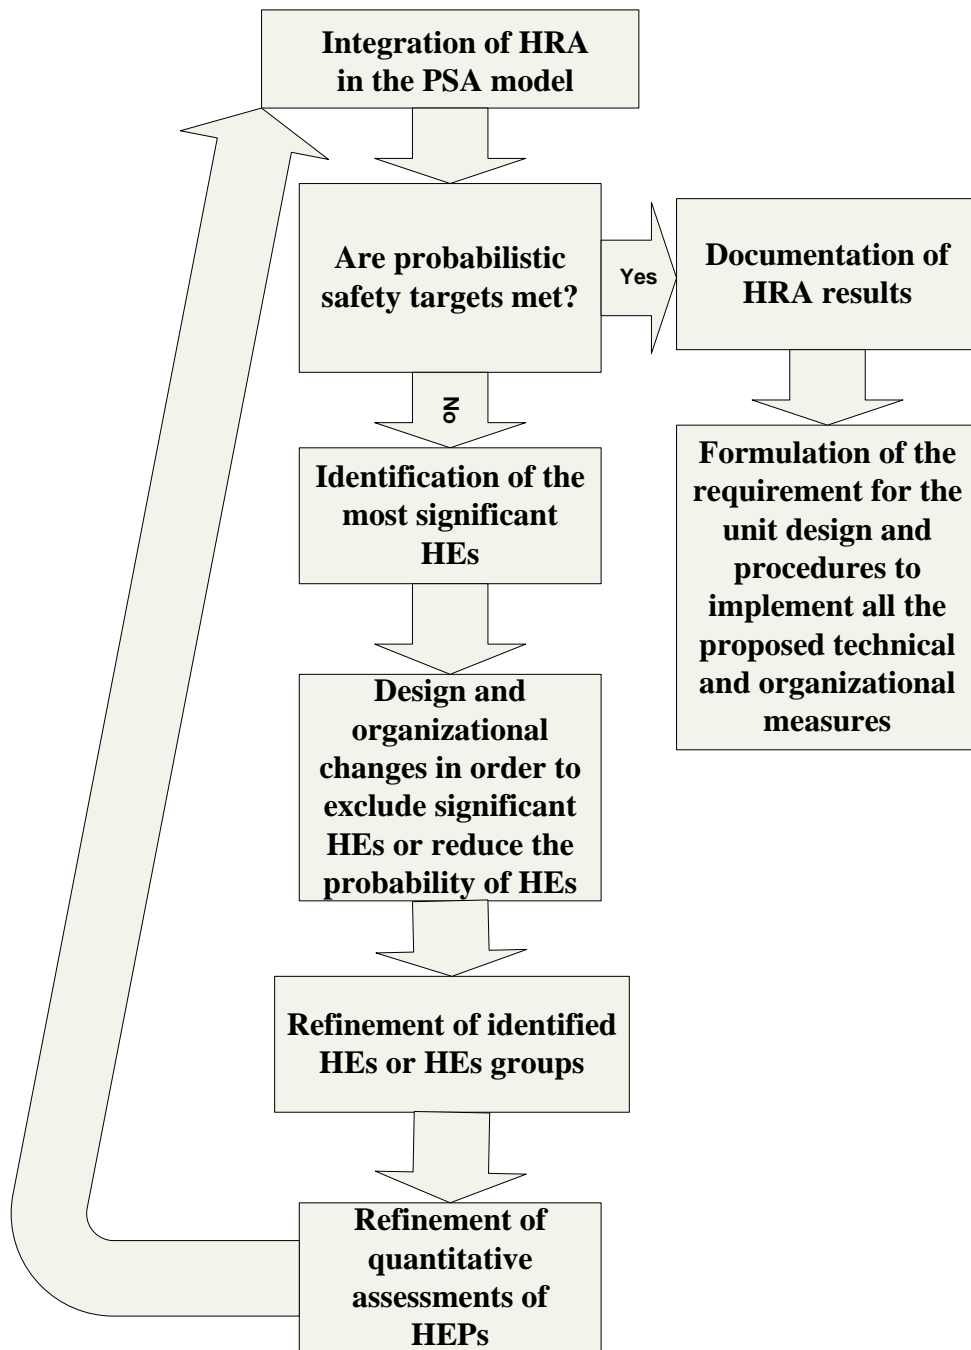 Integration of HRA
in the PSA model
Are probabilistic
safety targets met?
Yes
Documentation of
HRA results
No
Formulation of the
requirement for the
unit design and
procedures to
implement all the
proposed technical
and organizational
measures
Identification of the
most significant
HEs
Design and
organizational
changes in order to
exclude significant
HEs or reduce the
probability of HEs
Refinement of identified
HEs or HEs groups
Refinement of
quantitative
assessments of
HEPs